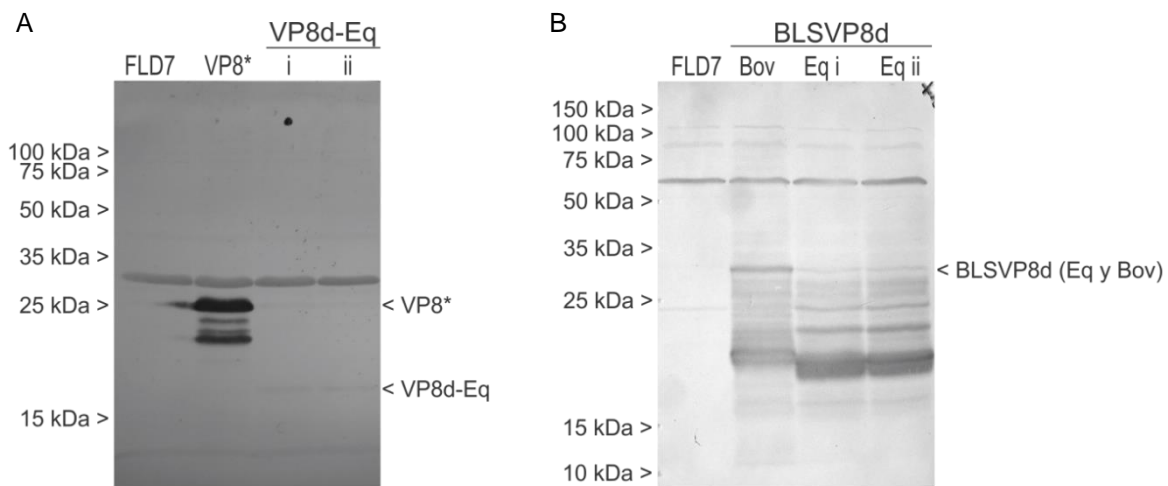 A
VP8d-Eq
FLD7 VP8* i ii
100 kDa >
75 kDa >
50 kDa >
35 kDa >
25 kDa >
15 kDa >
< VP8*
< VP8d-Eq
B
BLSVP8d
FLD7 Bov Eq i Eq ii
150 kDa >
100 kDa >
75 kDa >
50 kDa >
35 kDa >
25 kDa >
15 kDa >
10 kDa >
< BLSVP8d (Eq y Bov)